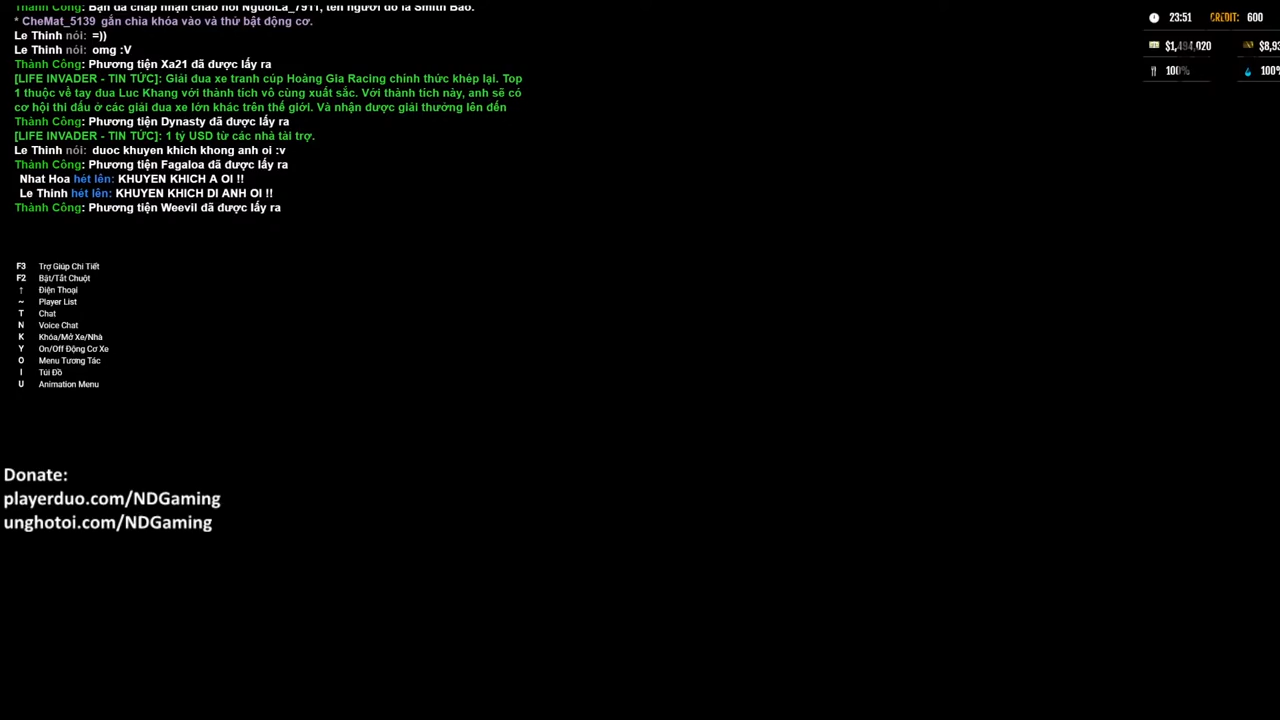 Thành Công: Bạn đã chấp nhận chào hỏi NguoiLa_7911, tên người đó là Smith Bao.
* CheMat_5139 gắn chìa khóa vào và thử bật động cơ.
Le Thinh nói: =))
Le Thinh nói: omg :V
Thành Công: Phương tiện Xa21 đã được lấy ra
[LIFE INVADER - TIN TỨC]: Giải đua xe tranh cúp Hoàng Gia Racing chính thức khép lại. Top
1 thuộc về tay đua Luc Khang với thành tích vô cùng xuất sắc. Với thành tích này, anh sẽ có
cơ hội thi đấu ở các giải đua xe lớn khác trên thế giới. Và nhận được giải thưởng lên đến
Thành Công: Phương tiện Dynasty đã được lấy ra
[LIFE INVADER - TIN TỨC]: 1 tỷ USD từ các nhà tài trợ.
Le Thinh nói: duoc khuyen khich khong anh oi :v
Thành Công: Phương tiện Fagaloa đã được lấy ra
Nhat Hoa hét lên: KHUYEN KHICH A OI !!
Le Thinh hét lên: KHUYEN KHICH DI ANH OI !!
Thành Công: Phương tiện Weevil đã được lấy ra
F3 Trợ Giúp Chi Tiết
F2 Bật/Tắt Chuột
↑ Điện Thoại
~ Player List
T Chat
N Voice Chat
K Khóa/Mở Xe/Nhà
Y On/Off Động Cơ Xe
O Menu Tương Tác
I Túi Đồ
U Animation Menu
Donate:
playerduo.com/NDGaming
unghotoi.com/NDGaming
23:51 CREDIT: 600
$1,494,020 $8,93
100% 100%